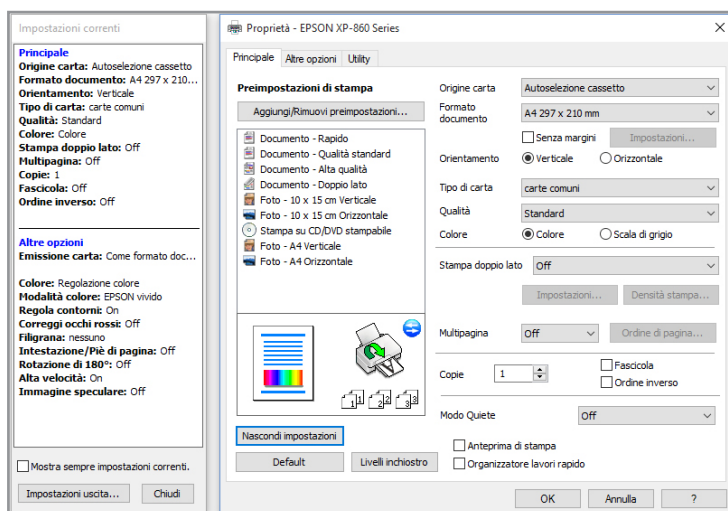 Impostazioni correnti
Principale
Origine carta: Autoselezione cassetto
Formato documento: A4 297 x 210...
Orientamento: Verticale
Tipo di carta: carte comuni
Qualità: Standard
Colore: Colore
Stampa doppio lato: Off
Multipagina: Off
Copie: 1
Fascicola: Off
Ordine inverso: Off
Altre opzioni
Emissione carta: Come formato doc...
Colore: Regolazione colore
Modalità colore: EPSON vivido
Regola contorni: On
Correggi occhi rossi: Off
Filigrana: nessuno
Intestazione/Piè di pagina: Off
Rotazione di 180°: Off
Alta velocità: On
Immagine speculare: Off
Mostra sempre impostazioni correnti.
Impostazioni uscita... Chiudi
Proprietà - EPSON XP-860 Series
Principale Altre opzioni Utility
Preimpostazioni di stampa
Aggiungi/Rimuovi preimpostazioni...
Documento - Rapido
Documento - Qualità standard
Documento - Alta qualità
Documento - Doppio lato
Foto - 10 x 15 cm Verticale
Foto - 10 x 15 cm Orizzontale
Stampa su CD/DVD stampabile
Foto - A4 Verticale
Foto - A4 Orizzontale
1 1 2 2 3 3
Nascondi impostazioni
Default Livelli inchiostro
Origine carta Autoselezione cassetto
Formato documento A4 297 x 210 mm
Senza margini Impostazioni...
Orientamento Verticale Orizzontale
Tipo di carta carte comuni
Qualità Standard
Colore Colore Scala di grigio
Stampa doppio lato Off
Impostazioni... Densità stampa...
Multipagina Off Ordine di pagina...
Copie 1 Fascicola
Ordine inverso
Modo Quiete Off
Anteprima di stampa
Organizzatore lavori rapido
OK Annulla ?